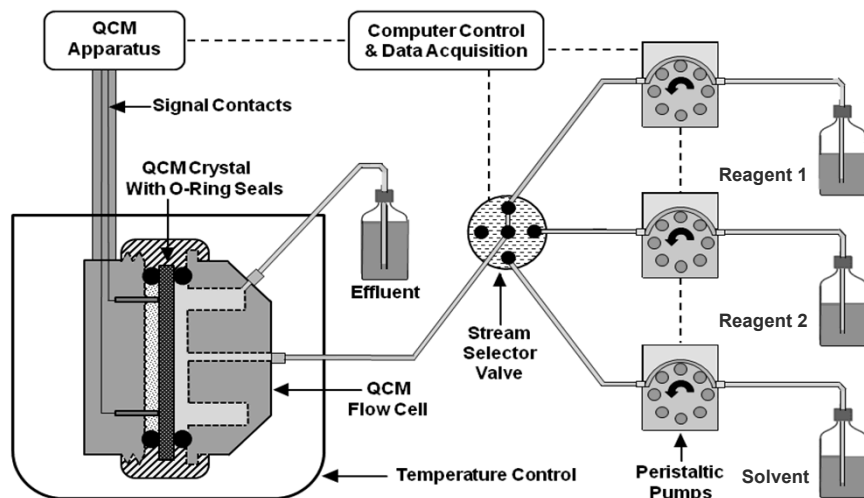 QCM
Apparatus
Computer Control
& Data Acquisition
Signal Contacts
QCM Crystal
With O-Ring Seals
Reagent 1
Effluent
Stream
Selector
Valve
Reagent 2
QCM
Flow Cell
Temperature Control
Peristaltic
Pumps
Solvent